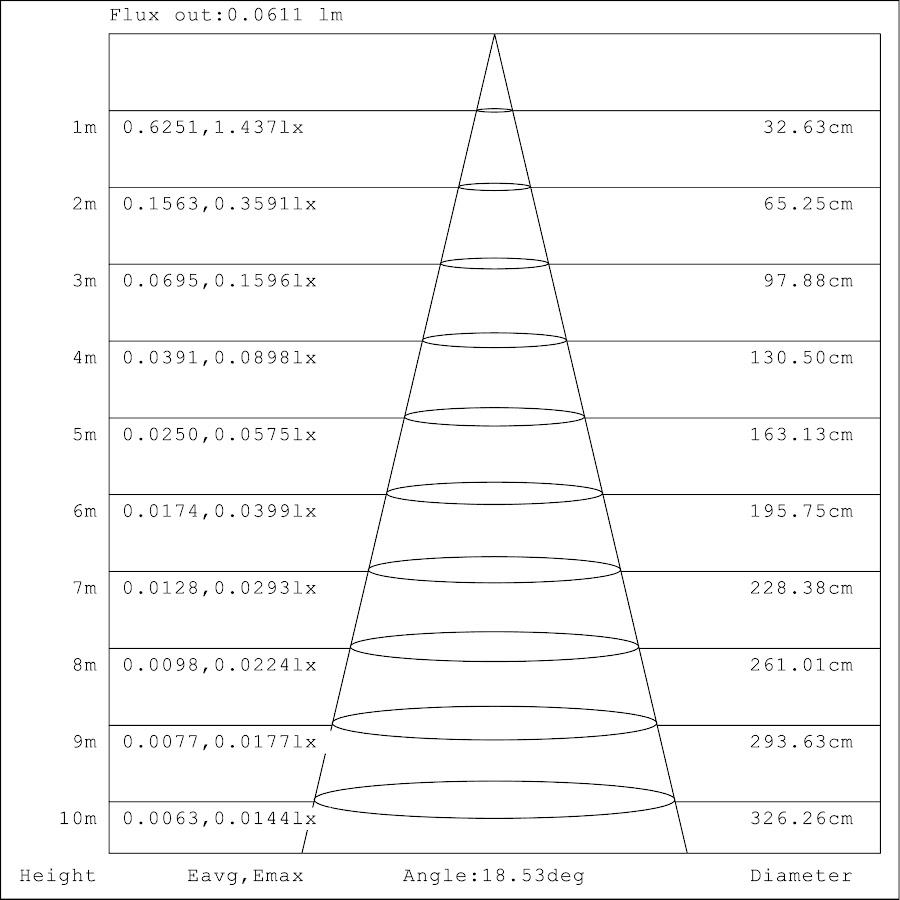 Flux out:0.0611 lm
1m 0.6251,1.437lx 32.63cm
2m 0.1563,0.3591lx 65.25cm
3m 0.0695,0.1596lx 97.88cm
4m 0.0391,0.0898lx 130.50cm
5m 0.0250,0.0575lx 163.13cm
6m 0.0174,0.0399lx 195.75cm
7m 0.0128,0.0293lx 228.38cm
8m 0.0098,0.0224lx 261.01cm
9m 0.0077,0.0177lx 293.63cm
10m 0.0063,0.0144lx 326.26cm
Height Eavg,Emax Angle:18.53deg Diameter